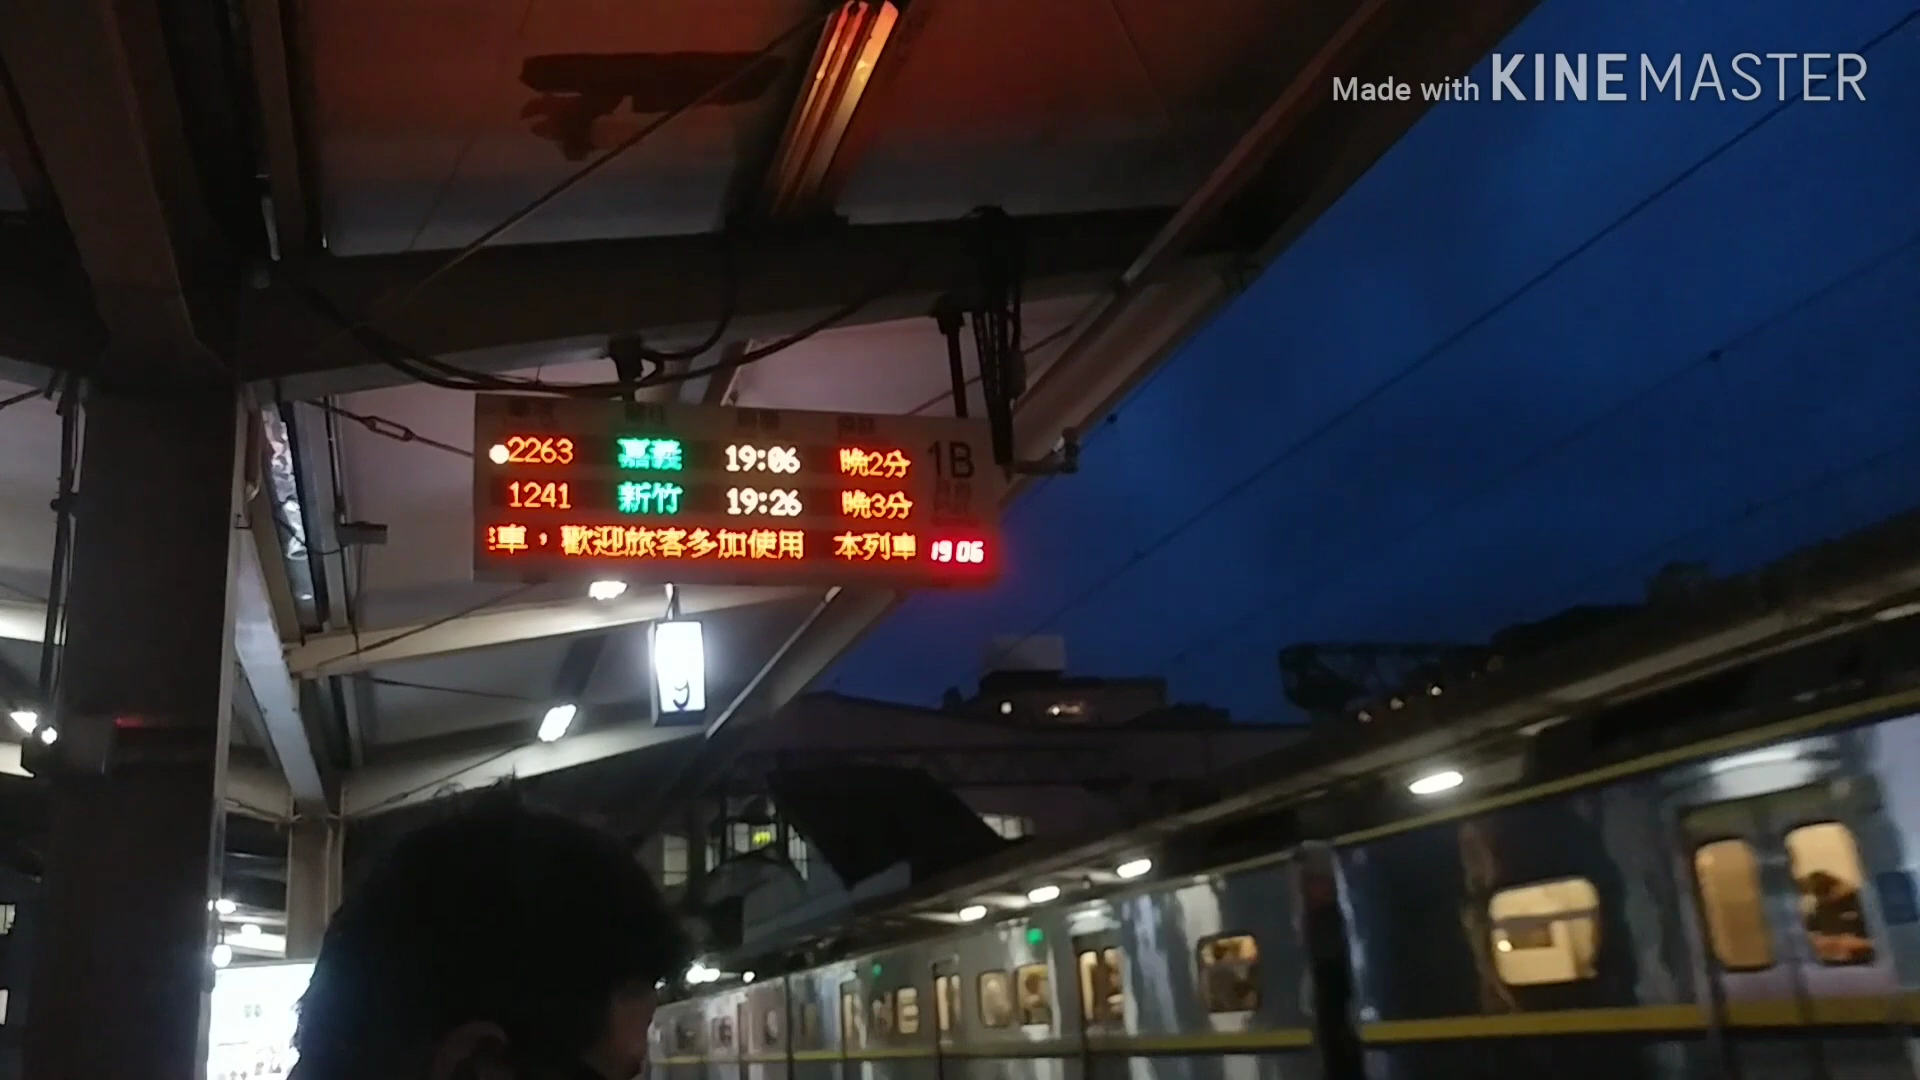 Made with KINEMASTER
2263 嘉義 19:06 晚2分
1B
1241 新竹 19:26 晚3分
車，歡迎旅客多加使用 本列車 19 06